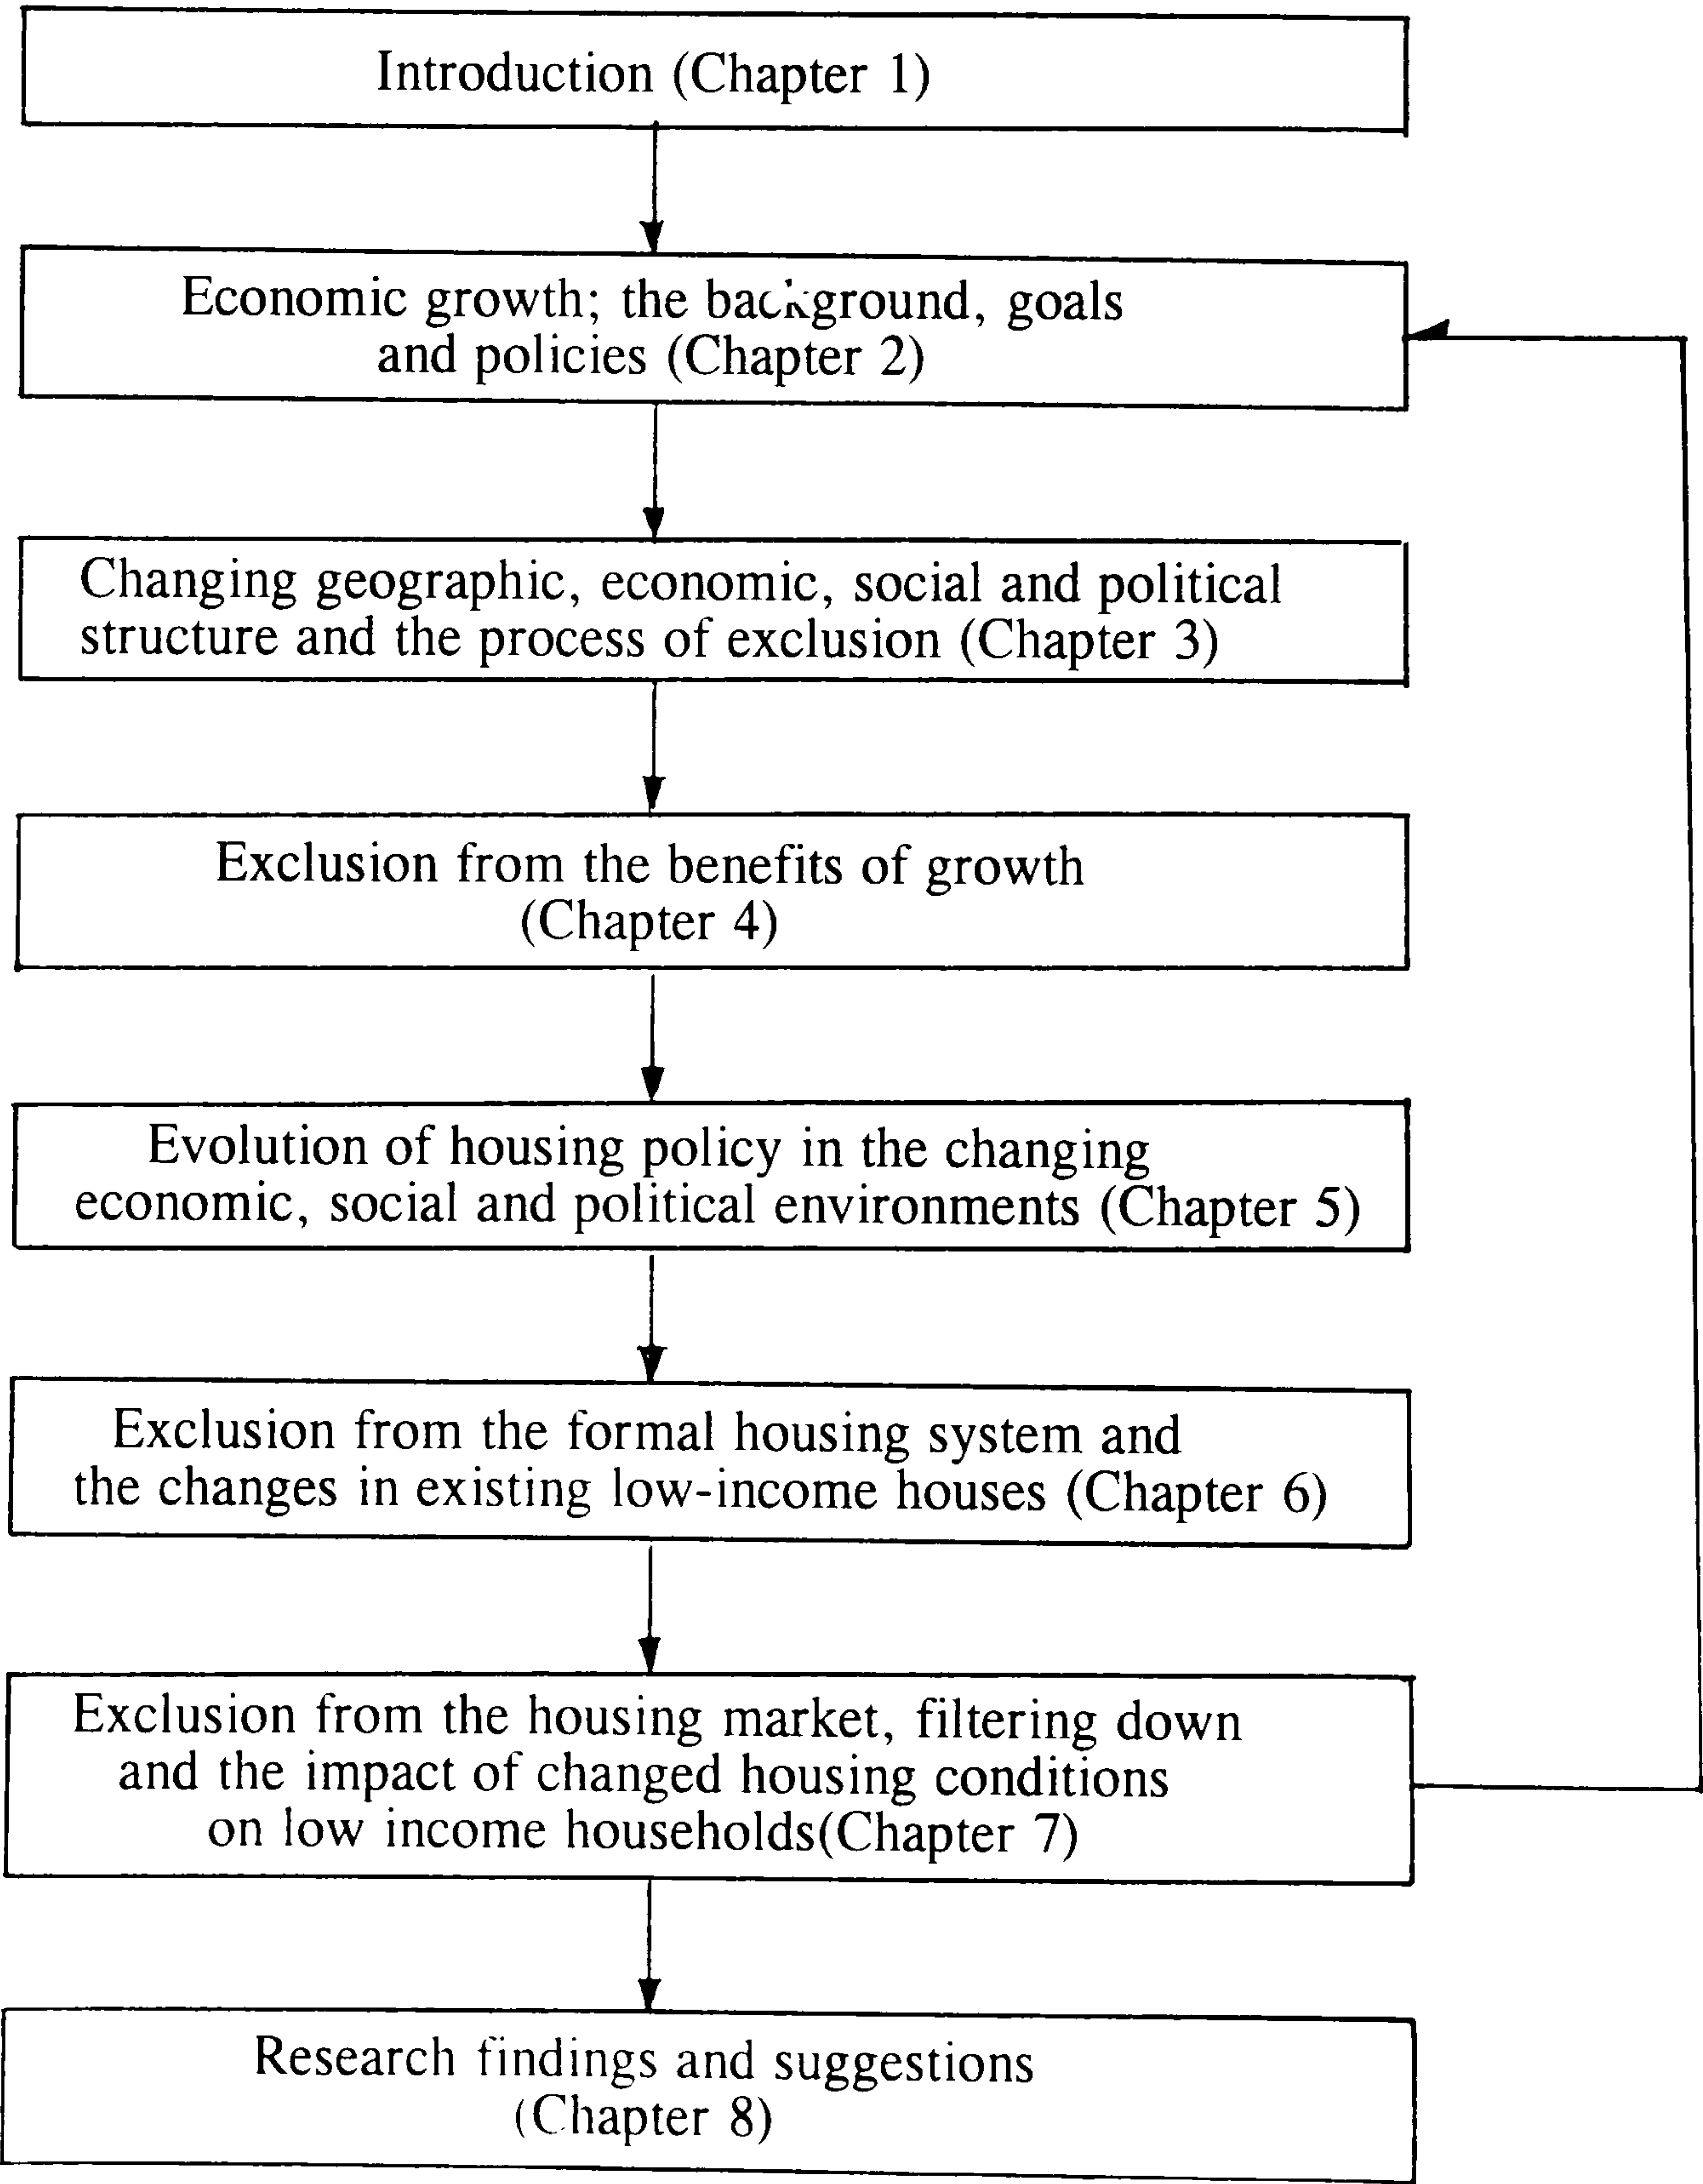 Introduction (Chapter 1)
Economic growth; the background, goals
and policies (Chapter 2)
Changing geographic, economic, social and political
structure and the process of exclusion (Chapter 3)
Exclusion from the benefits of growth
(Chapter 4)
Evolution of housing policy in the changing
economic, social and political environments (Chapter 5)
Exclusion from the formal housing system and
the changes in existing low-income houses (Chapter 6)
Exclusion from the housing market, filtering down
and the impact of changed housing conditions
on low income households(Chapter 7)
Research findings and suggestions
(Chapter 8)